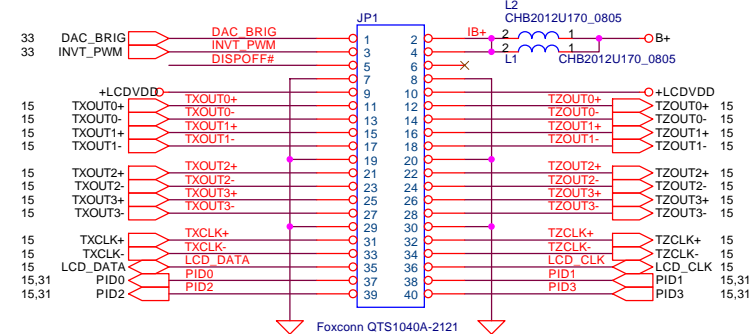 L2
JP1 CHB2012U170_0805
33 DAC_BRIG DAC_BRIG 1 2 IB+ 2 1 B+
33 INVT_PWM INVT_PWM 3 4 2 1
DISPOFF# 5 6 L1 CHB2012U170_0805
7 8
+LCDVDD 9 10 +LCDVDD
15 TXOUT0+ TXOUT0+ 11 12 TZOUT0+ TZOUT0+ 15
15 TXOUT0- TXOUT0- 13 14 TZOUT0- TZOUT0- 15
15 TXOUT1+ TXOUT1+ 15 16 TZOUT1+ TZOUT1+ 15
15 TXOUT1- TXOUT1- 17 18 TZOUT1- TZOUT1- 15
19 20
15 TXOUT2+ TXOUT2+ 21 22 TZOUT2+ TZOUT2+ 15
15 TXOUT2- TXOUT2- 23 24 TZOUT2- TZOUT2- 15
15 TXOUT3+ TXOUT3+ 25 26 TZOUT3+ TZOUT3+ 15
15 TXOUT3- TXOUT3- 27 28 TZOUT3- TZOUT3- 15
29 30
15 TXCLK+ TXCLK+ 31 32 TZCLK+ TZCLK+ 15
15 TXCLK- TXCLK- 33 34 TZCLK- TZCLK- 15
15 LCD_DATA LCD_DATA 35 36 LCD_CLK LCD_CLK 15
15,31 PID0 PID0 37 38 PID1 PID1 15,31
15,31 PID2 PID2 39 40 PID3 PID3 15,31
Foxconn QTS1040A-2121